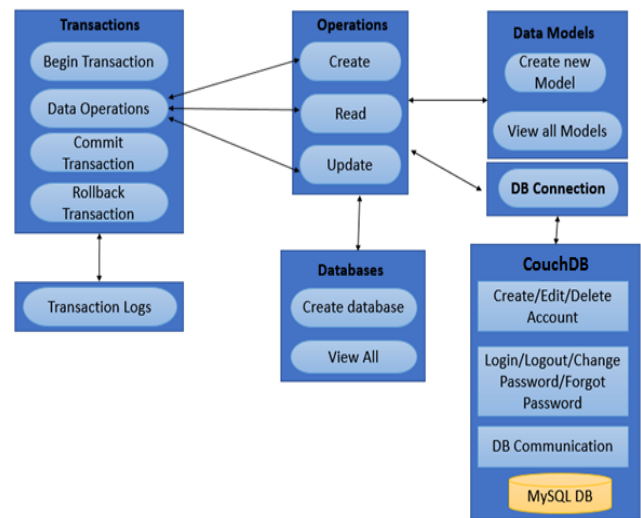 Transactions
Begin Transaction
Data Operations
Commit
Transaction
Rollback
Transaction
Transaction Logs
Operations
Create
Read
Update
Databases
Create database
View All
Data Models
Create new
Model
View all Models
DB Connection
CouchDB
Create/Edit/Delete
Account
Login/Logout/Change
Password/Forgot
Password
DB Communication
MySQL DB